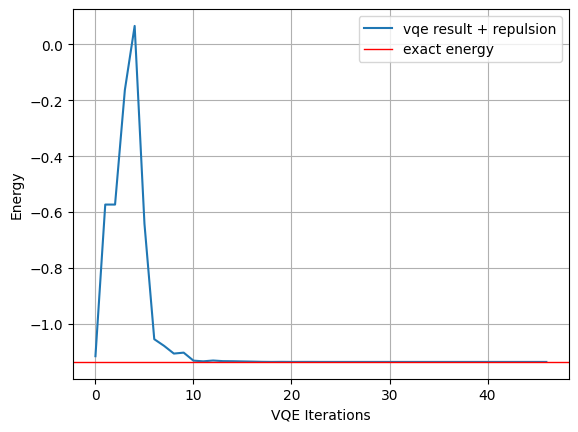 vqe result + repulsion
exact energy
0.0
−0.2
−0.4
−0.6
−0.8
−1.0
Energy
0 10 20 30 40
VQE Iterations